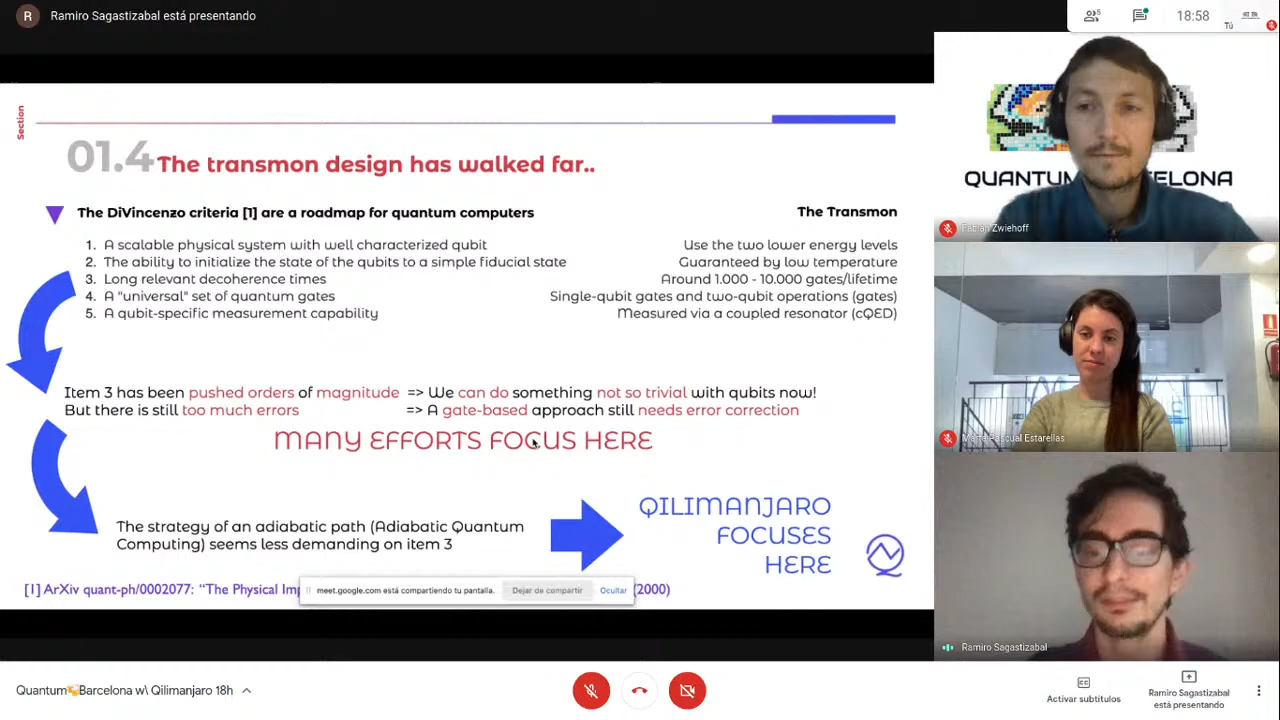 R Ramiro Sagastizabal está presentando
5
18:58
Tú
Section
01.4 The transmon design has walked far..
The DiVincenzo criteria [1] are a roadmap for quantum computers
The Transmon
1. A scalable physical system with well characterized qubit
Use the two lower energy levels
2. The ability to initialize the state of the qubits to a simple fiducial state
Guaranteed by low temperature
3. Long relevant decoherence times
Around 1.000 - 10.000 gates/lifetime
4. A "universal" set of quantum gates
Single-qubit gates and two-qubit operations (gates)
5. A qubit-specific measurement capability
Measured via a coupled resonator (cQED)
Item 3 has been pushed orders of magnitude => We can do something not so trivial with qubits now!
But there is still too much errors => A gate-based approach still needs error correction
MANY EFFORTS FOCUS HERE
The strategy of an adiabatic path (Adiabatic Quantum
Computing) seems less demanding on item 3
QILIMANJARO
FOCUSES
HERE
[1] ArXiv quant-ph/0002077: “The Physical Imp (2000)
meet.google.com está compartiendo tu pantalla. Dejar de compartir Ocultar
QUANTUM ELONA
Fabian Zwiehoff
Marta Pascual Estarellas
Ramiro Sagastizabal
Quantum Barcelona w\ Qilimanjaro 18h
Activar subtítulos
Ramiro Sagastizabal
está presentando